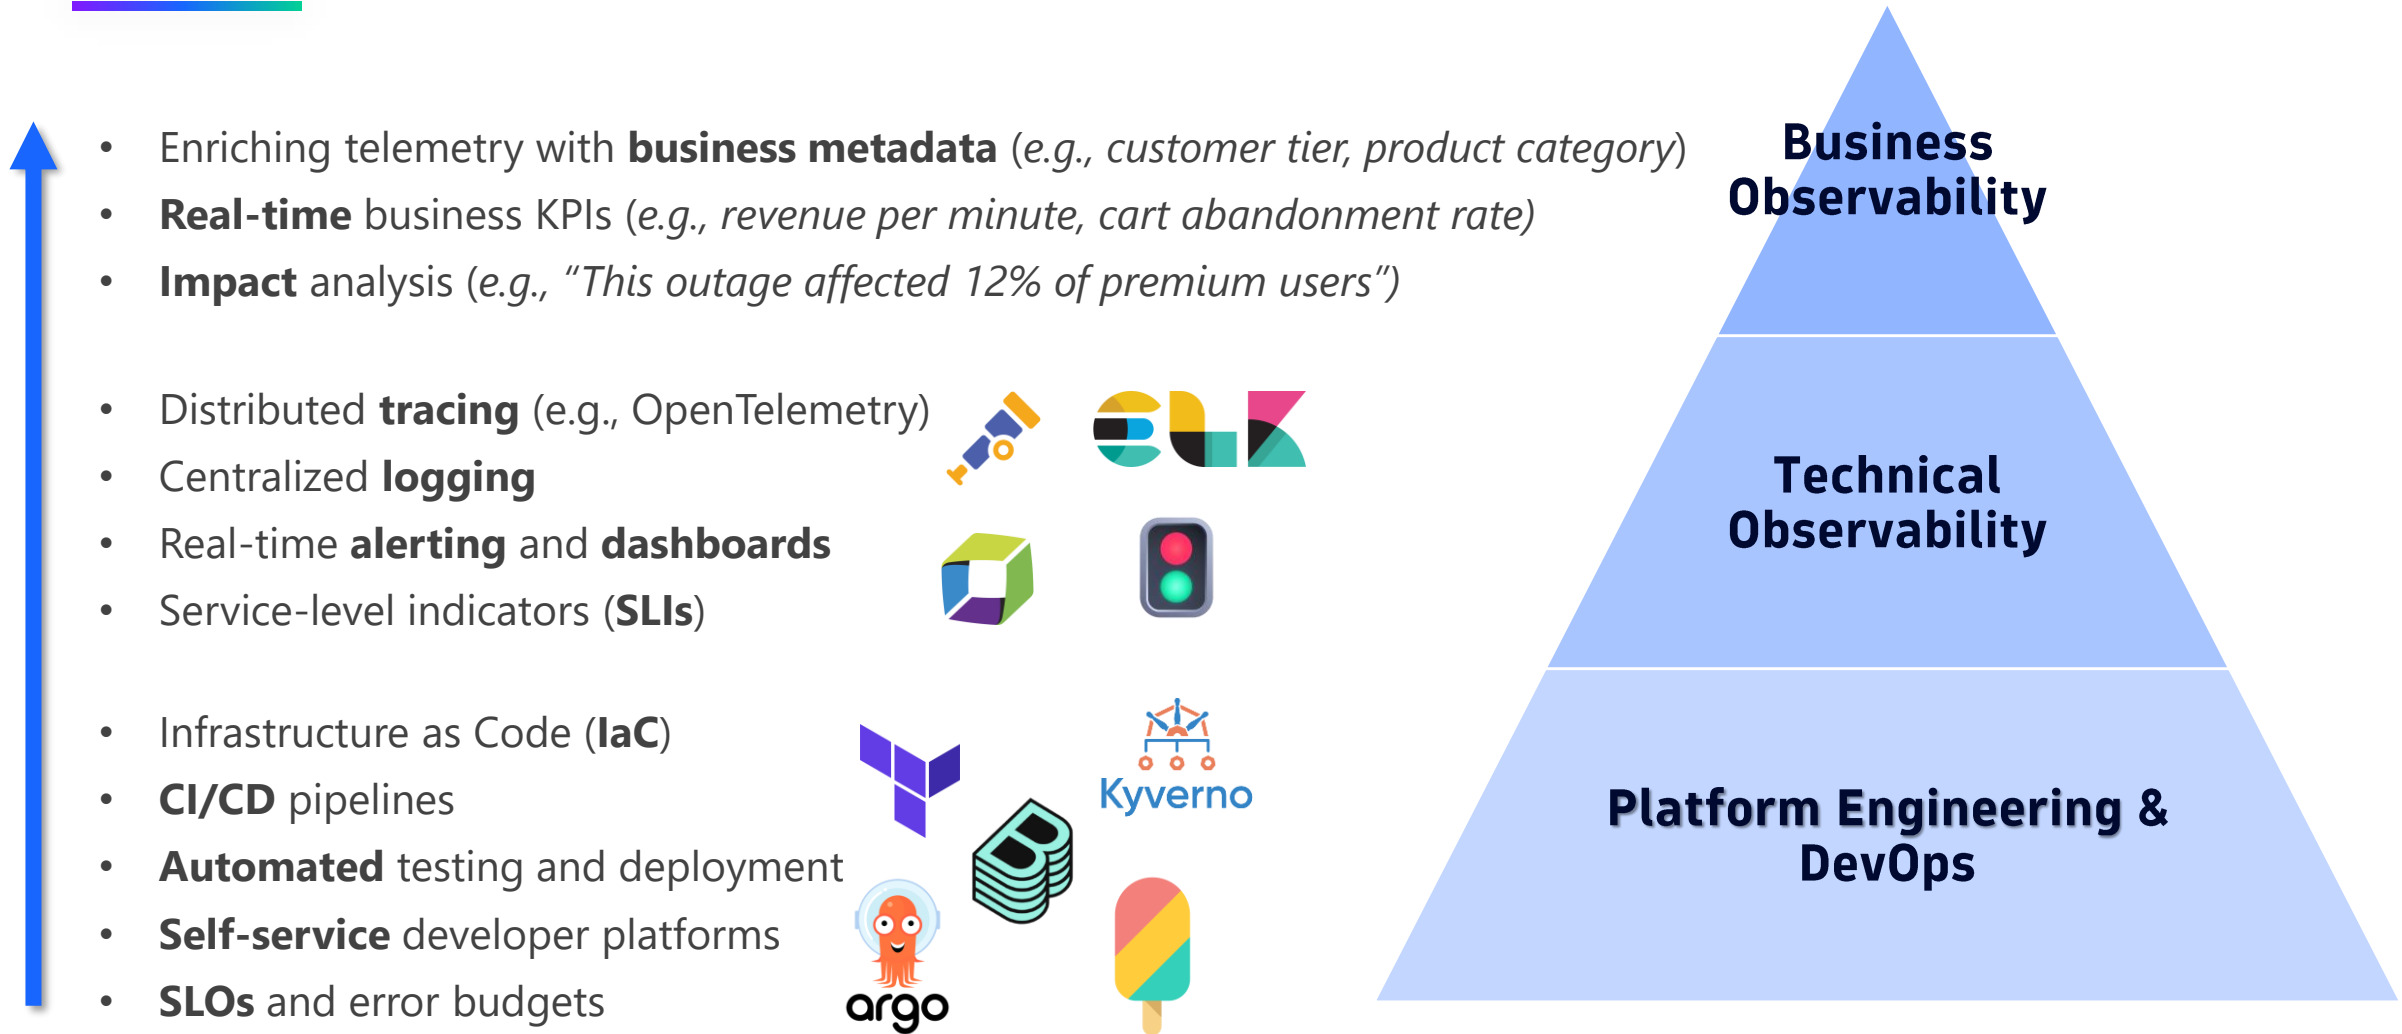 • Enriching telemetry with business metadata (e.g., customer tier, product category)
• Real-time business KPIs (e.g., revenue per minute, cart abandonment rate)
• Impact analysis (e.g., “This outage affected 12% of premium users”)
Business
Observability
• Distributed tracing (e.g., OpenTelemetry)
• Centralized logging
• Real-time alerting and dashboards
• Service-level indicators (SLIs)
ELK
Technical
Observability
• Infrastructure as Code (IaC)
• CI/CD pipelines
• Automated testing and deployment
• Self-service developer platforms
• SLOs and error budgets
Kyverno
B
argo
Platform Engineering &
DevOps